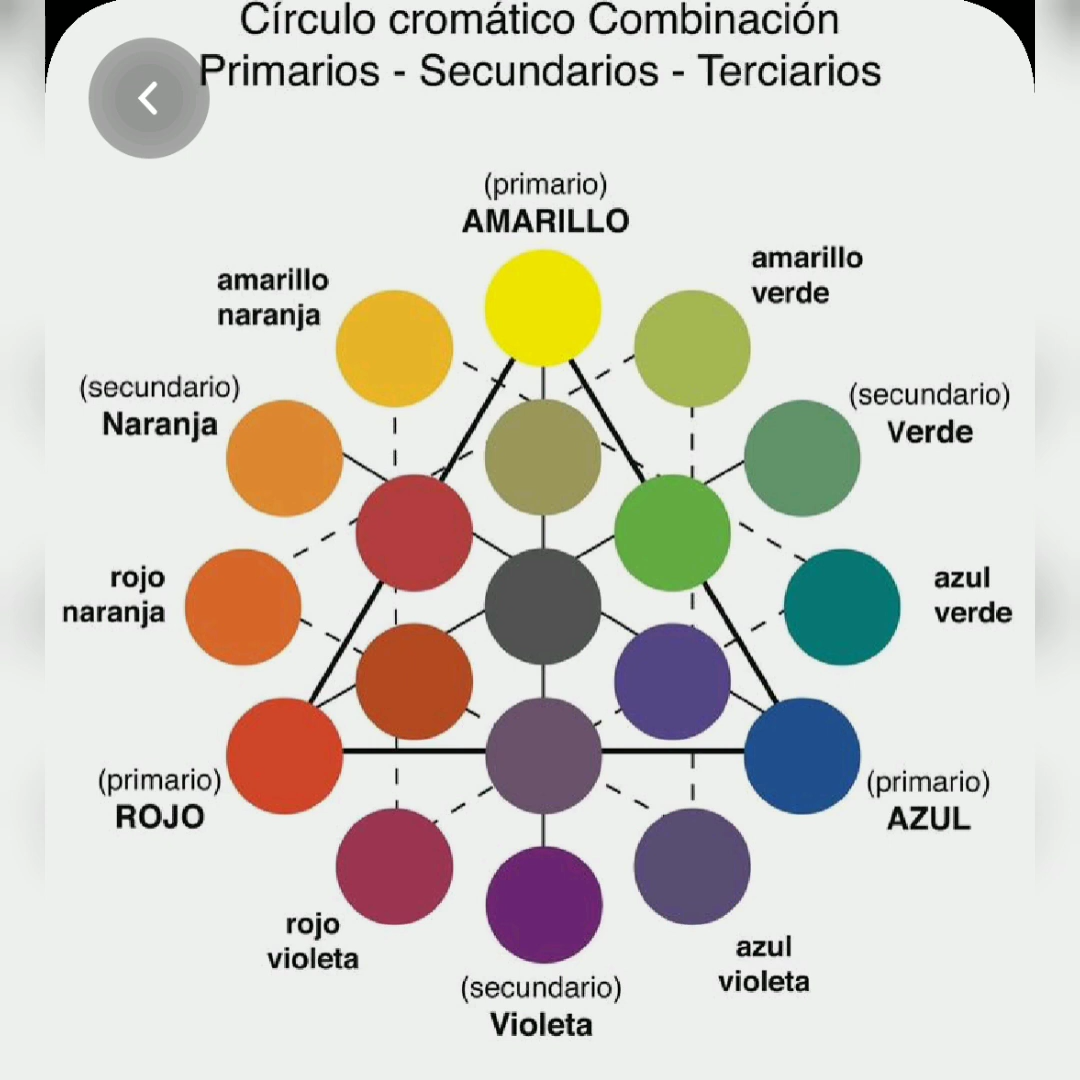 Círculo cromático Combinación
Primarios - Secundarios - Terciarios
(primario)
AMARILLO
amarillo
naranja
amarillo
verde
(secundario)
Naranja
(secundario)
Verde
rojo
naranja
azul
verde
(primario)
ROJO
(primario)
AZUL
rojo
violeta
azul
violeta
(secundario)
Violeta